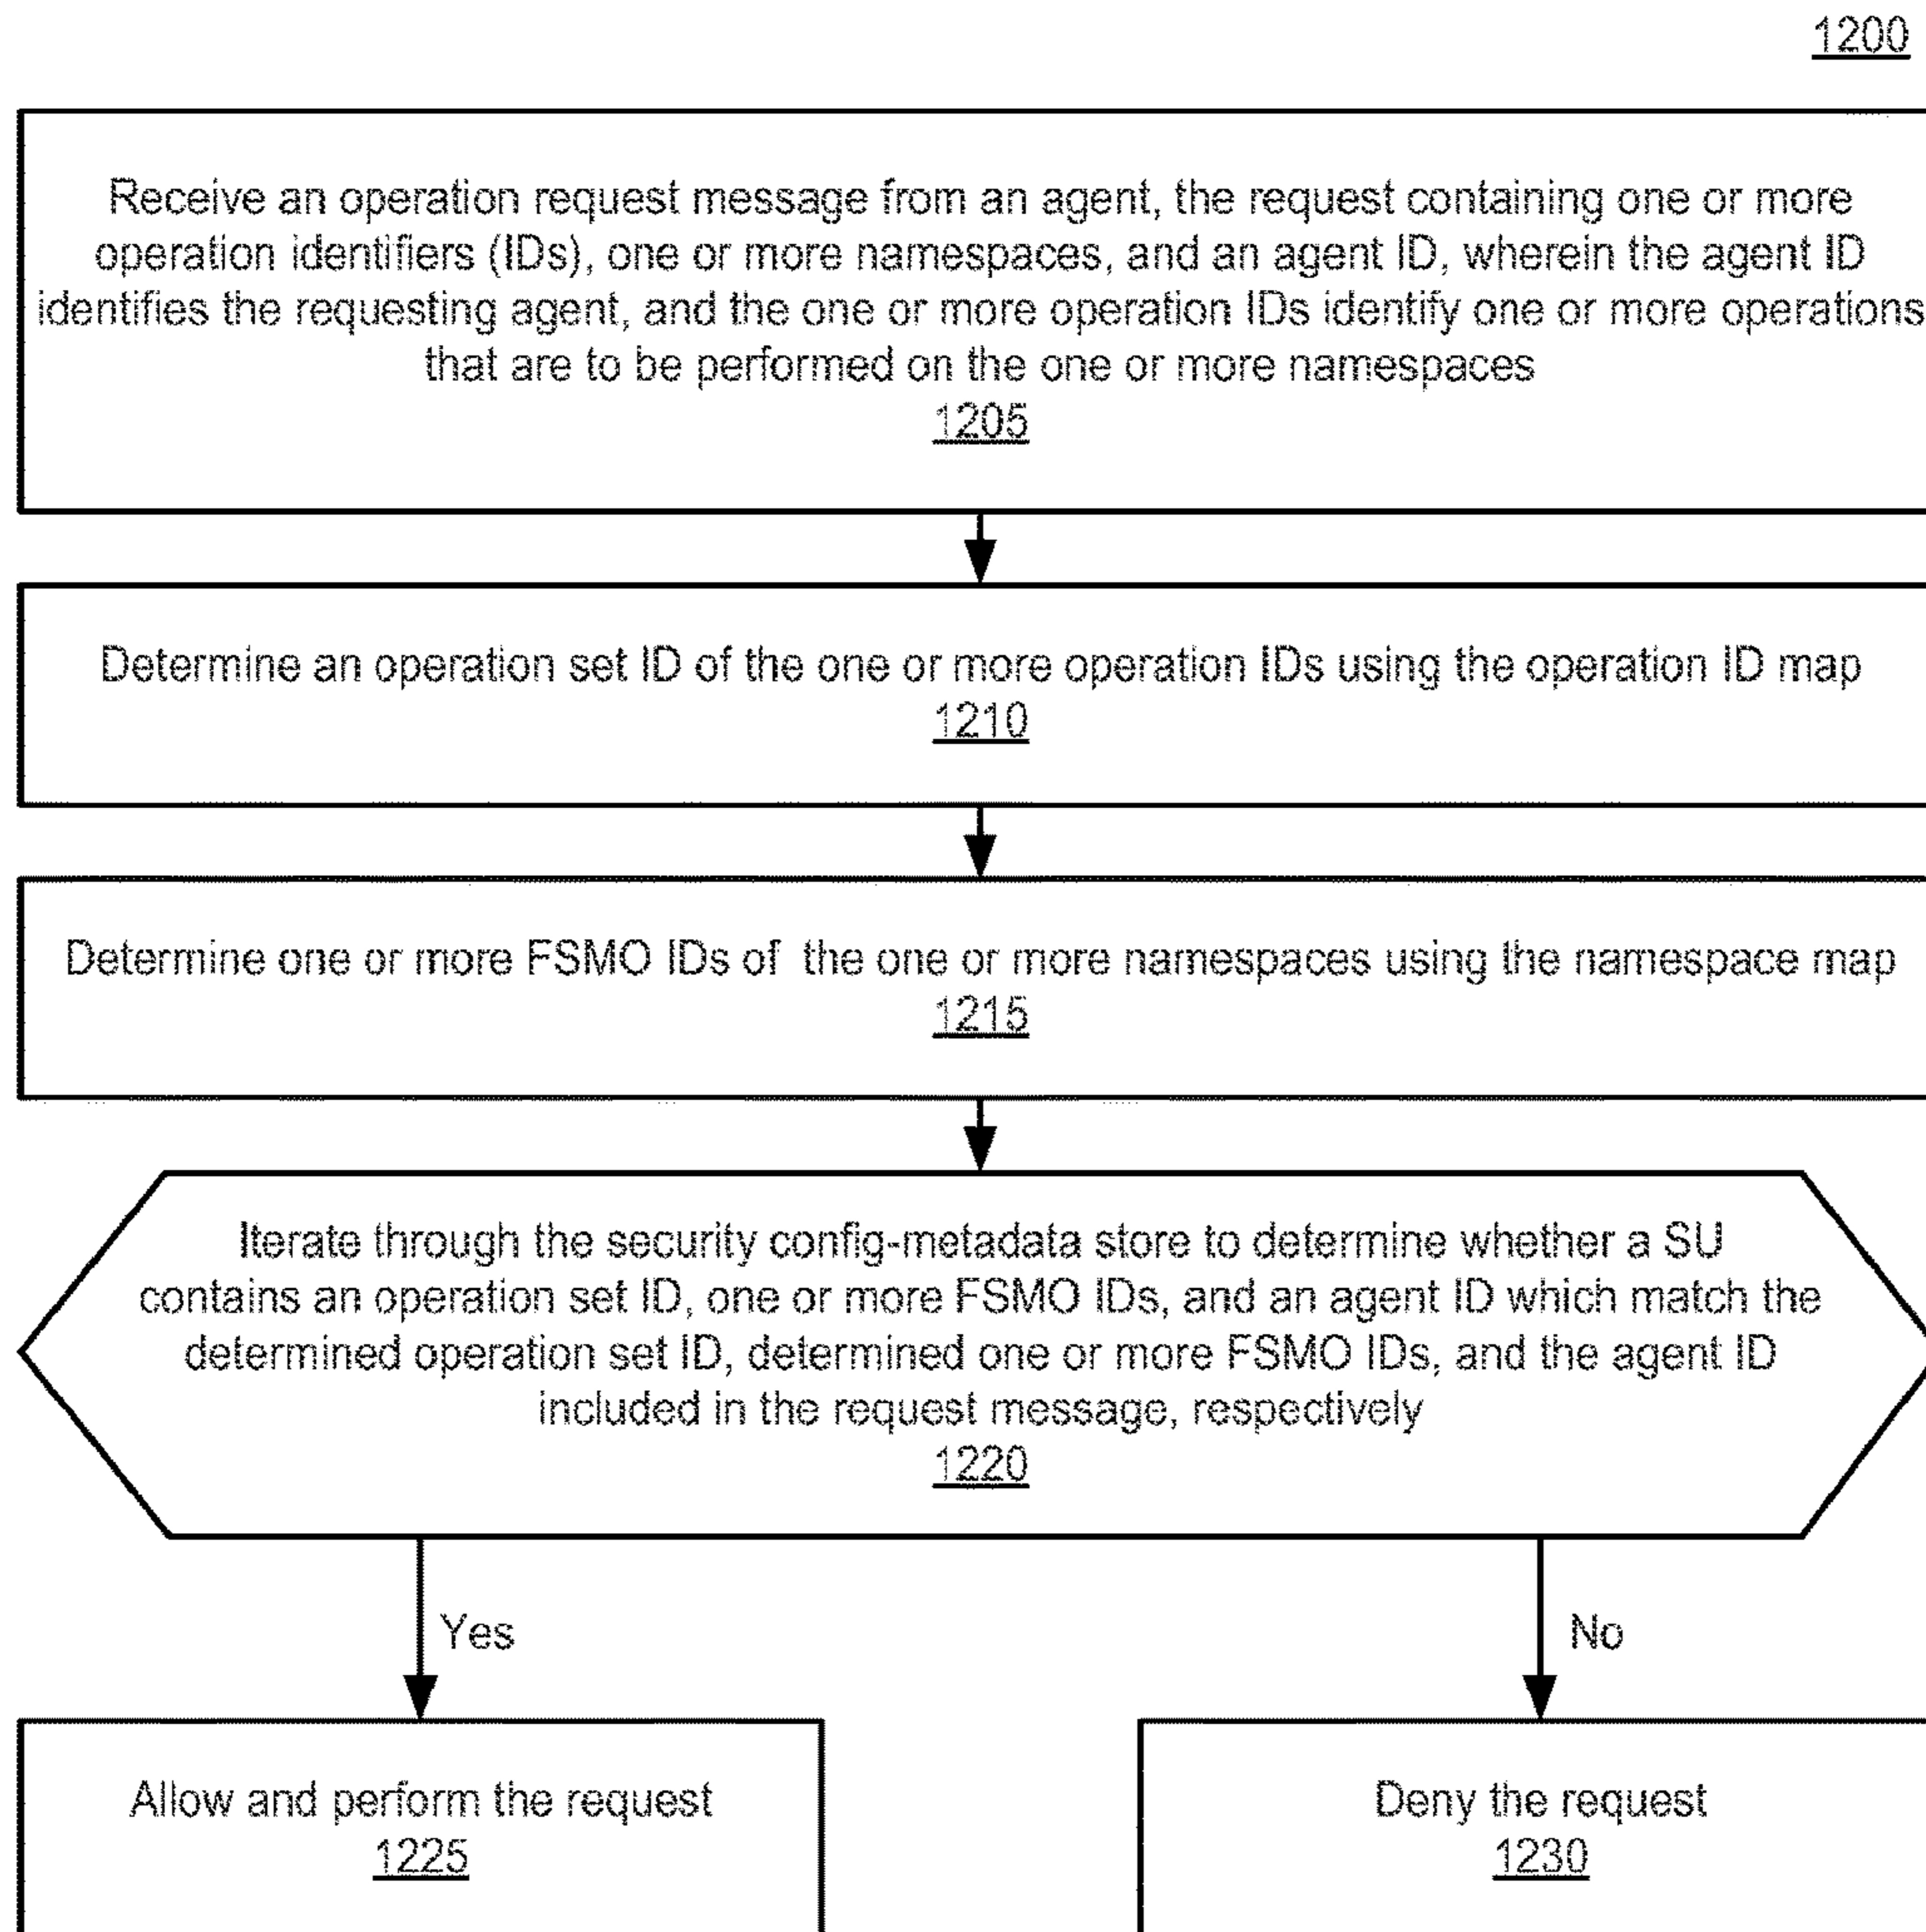 1200
Receive an operation request message from an agent, the request containing one or more
operation identifiers (IDs), one or more namespaces, and an agent ID, wherein the agent ID
identifies the requesting agent, and the one or more operation IDs identify one or more operations
that are to be performed on the one or more namespaces
1205
Determine an operation set ID of the one or more operation IDs using the operation ID map
1210
Determine one or more FSMO IDs of the one or more namespaces using the namespace map
1215
Iterate through the security config-metadata store to determine whether a SU
contains an operation set ID, one or more FSMO IDs, and an agent ID which match the
determined operation set ID, determined one or more FSMO IDs, and the agent ID
included in the request message, respectively
1220
Yes
No
Allow and perform the request
1225
Deny the request
1230